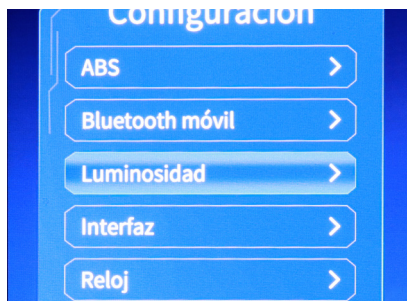 Configuración
ABS
Bluetooth móvil
Luminosidad
Interfaz
Reloj